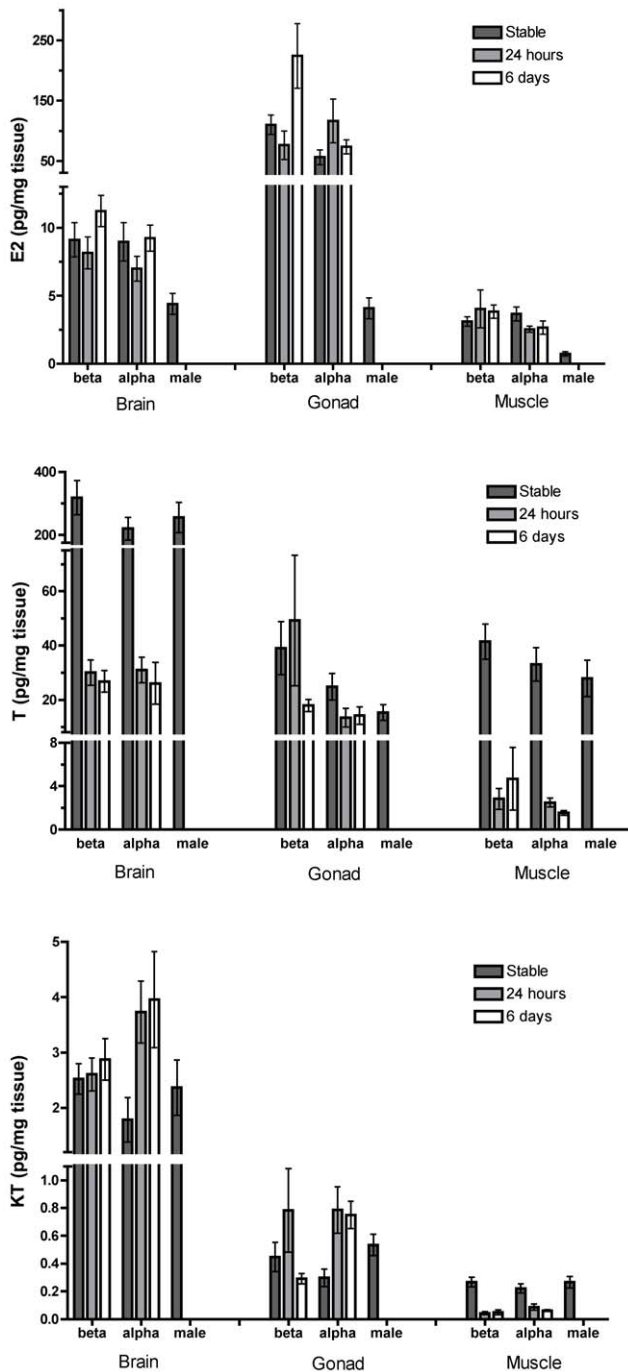 E2 (pg/mg tissue)
250
150
50
10
5
0
Stable
24 hours
6 days
beta alpha male beta alpha male beta alpha male
Brain Gonad Muscle
T (pg/mg tissue)
400
200
60
40
20
8
4
0
Stable
24 hours
6 days
beta alpha male beta alpha male beta alpha male
Brain Gonad Muscle
KT (pg/mg tissue)
5
4
3
2
1.0
0.8
0.6
0.4
0.2
0.0
Stable
24 hours
6 days
beta alpha male beta alpha male beta alpha male
Brain Gonad Muscle